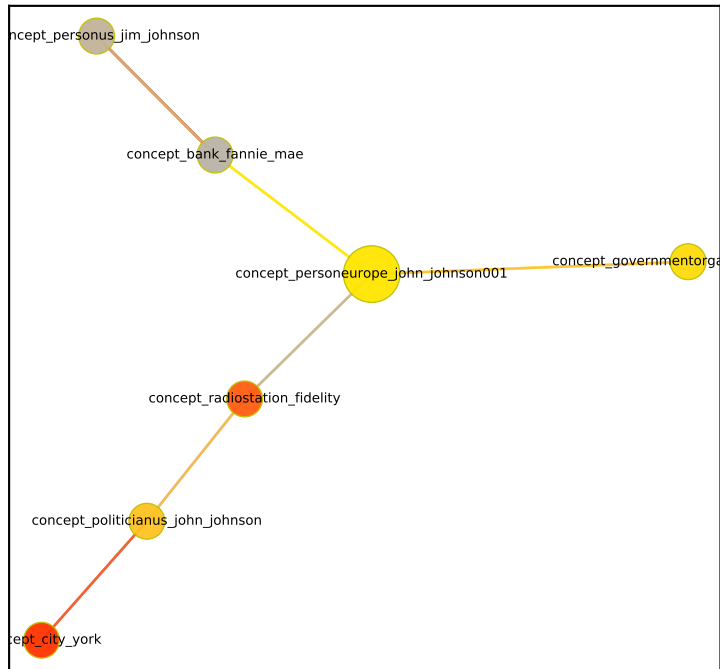 ncept_personus_jim_johnson
concept_bank_fannie_mae
concept_governmentorga
concept_personeurope_john_johnson001
concept_radiostation_fidelity
concept_politicianus_john_johnson
cept_city_york